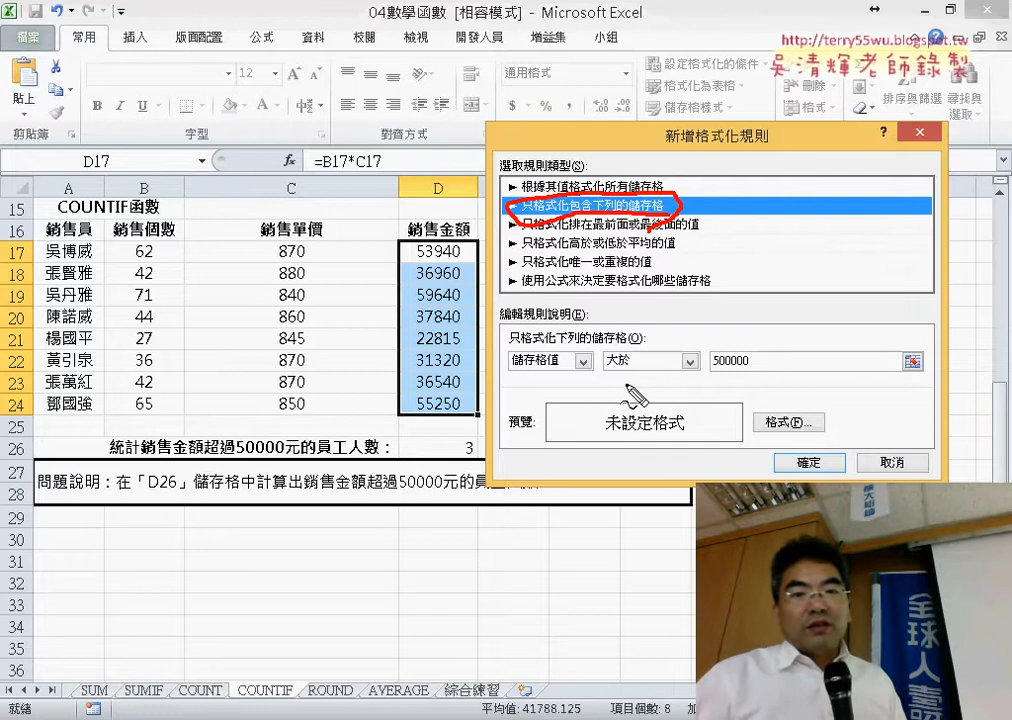 04數學函數 [相容模式] - Microsoft Excel
檔案 常用 插入 版面配置 公式 資料 校閱 檢視 開發人員 增益集 小組
http://terry55wu.blogspot.tw
吳清輝老師錄製
貼上
12
B I U
中
通用格式
$ % ,
設定格式化的條件
格式化為表格
儲存格樣式
刪除
格式
排序與篩選 尋找與
選取
剪貼簿 字型 對齊方式
D17 fx =B17*C17
A B C D
15 COUNTIF函數
16 銷售員 銷售個數 銷售單價 銷售金額
17 吳博威 62 870 53940
18 張賢雅 42 880 36960
19 吳丹雅 71 840 59640
20 陳諾威 44 860 37840
21 楊國平 27 845 22815
22 黃引泉 36 870 31320
23 張萬紅 42 870 36540
24 鄧國強 65 850 55250
25
26 統計銷售金額超過50000元的員工人數： 3
27 問題說明：在「D26」儲存格中計算出銷售金額超過50000元的員
28
29
30
31
32
33
34
35
36
新增格式化規則
選取規則類型(S):
► 根據其值格式化所有儲存格
► 只格式化包含下列的儲存格
► 只格式化排在最前面或最後面的值
► 只格式化高於或低於平均的值
► 只格式化唯一或重複的值
► 使用公式來決定要格式化哪些儲存格
編輯規則說明(E):
只格式化下列的儲存格(O):
儲存格值 大於 500000
預覽: 未設定格式 格式(F)...
確定 取消
SUM SUMIF COUNT COUNTIF ROUND AVERAGE 綜合練習
就緒 平均值: 41788.125 項目個數: 8 加
全球人壽